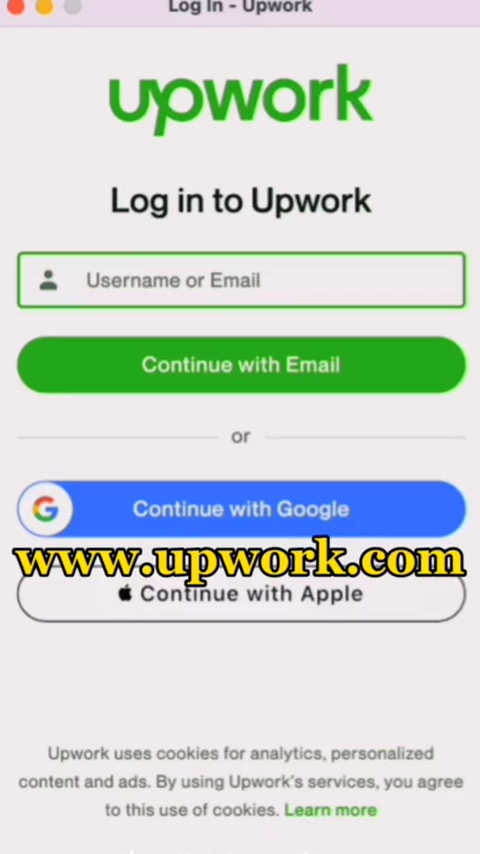 Log In - Upwork
upwork
Log in to Upwork
Username or Email
Continue with Email
or
Continue with Google
www.upwork.com
Continue with Apple
Upwork uses cookies for analytics, personalized
content and ads. By using Upwork's services, you agree
to this use of cookies. Learn more